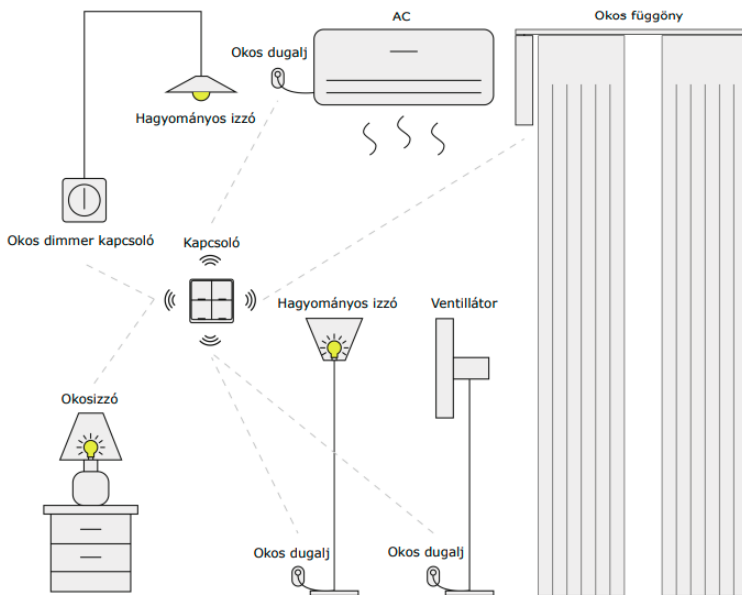 AC
Okos függöny
Okos dugalj
Hagyományos izzó
Okos dimmer kapcsoló
Kapcsoló
Hagyományos izzó
Ventillátor
Okosizzó
Okos dugalj
Okos dugalj